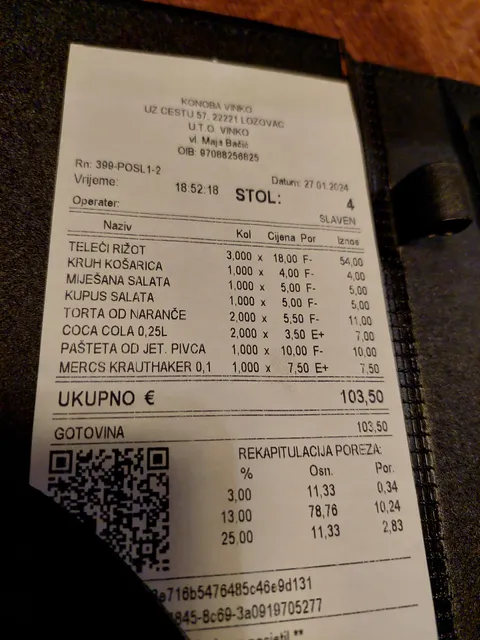 KONOBA VINKO
UZ CESTU 57, 22221 LOZOVAC
U.T.O. VINKO
vl. Maja Bačić
OIB: 97088256825
Rn: 399-POSL1-2
Datum: 27.01.2024
Vrijeme: 18:52:18 STOL: 4
Operater: SLAVEN
Naziv Kol Cijena Por Iznos
TELEĆI RIŽOT 3,000 x 18,00 F- 54,00
KRUH KOŠARICA 1,000 x 4,00 F- 4,00
MIJEŠANA SALATA 1,000 x 5,00 F- 5,00
KUPUS SALATA 1,000 x 5,00 F- 5,00
TORTA OD NARANČE 2,000 x 5,50 F- 11,00
COCA COLA 0,25L 2,000 x 3,50 E+ 7,00
PAŠTETA OD JET. PIVCA 1,000 x 10,00 F- 10,00
MERCS KRAUTHAKER 0,1 1,000 x 7,50 E+ 7,50
UKUPNO € 103,50
GOTOVINA 103,50
REKAPITULACIJA POREZA:
% Osn. Por.
3,00 11,33 0,34
13,00 78,76 10,24
25,00 11,33 2,83
e716b5476485c46e9d131
845-8c69-3a0919705277